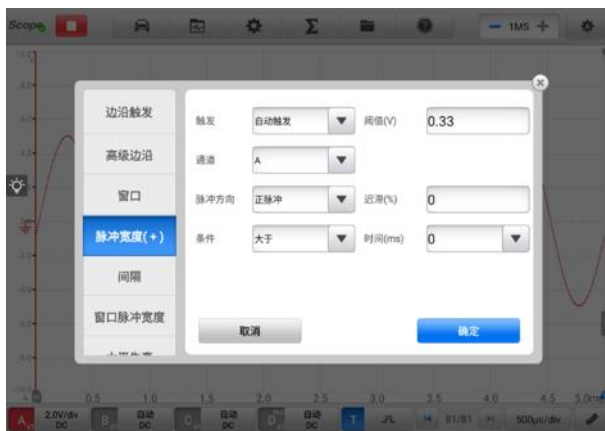 Scope
1MS
边沿触发
高级边沿
窗口
脉冲宽度(+)
间隔
窗口脉冲宽度
触发 自动触发 阈值(V) 0.33
通道 A
脉冲方向 正脉冲 迟滞(%) 0
条件 大于 时间(ms) 0
取消 确定
0.5 1.0 1.5 2.0 2.5 3.0 3.5 4.0 4.5 5.0m
A 2.0V/div DC B 自动 DC C 自动 DC D 自动 DC T 81/81 500μs/div